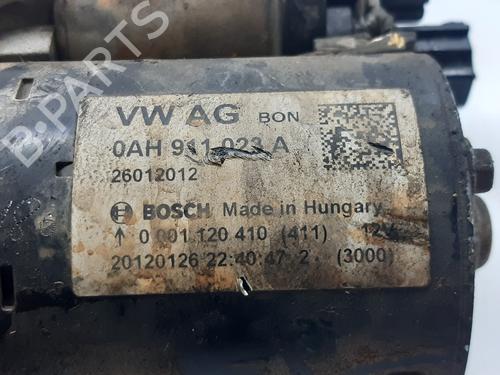 VW AG BON
0AH 911 023 A
26012012
BOSCH Made in Hungary
↑ 0 001 120 410 (411) 12V
20120126 22:40:47 2 (3000)
B-PARTS